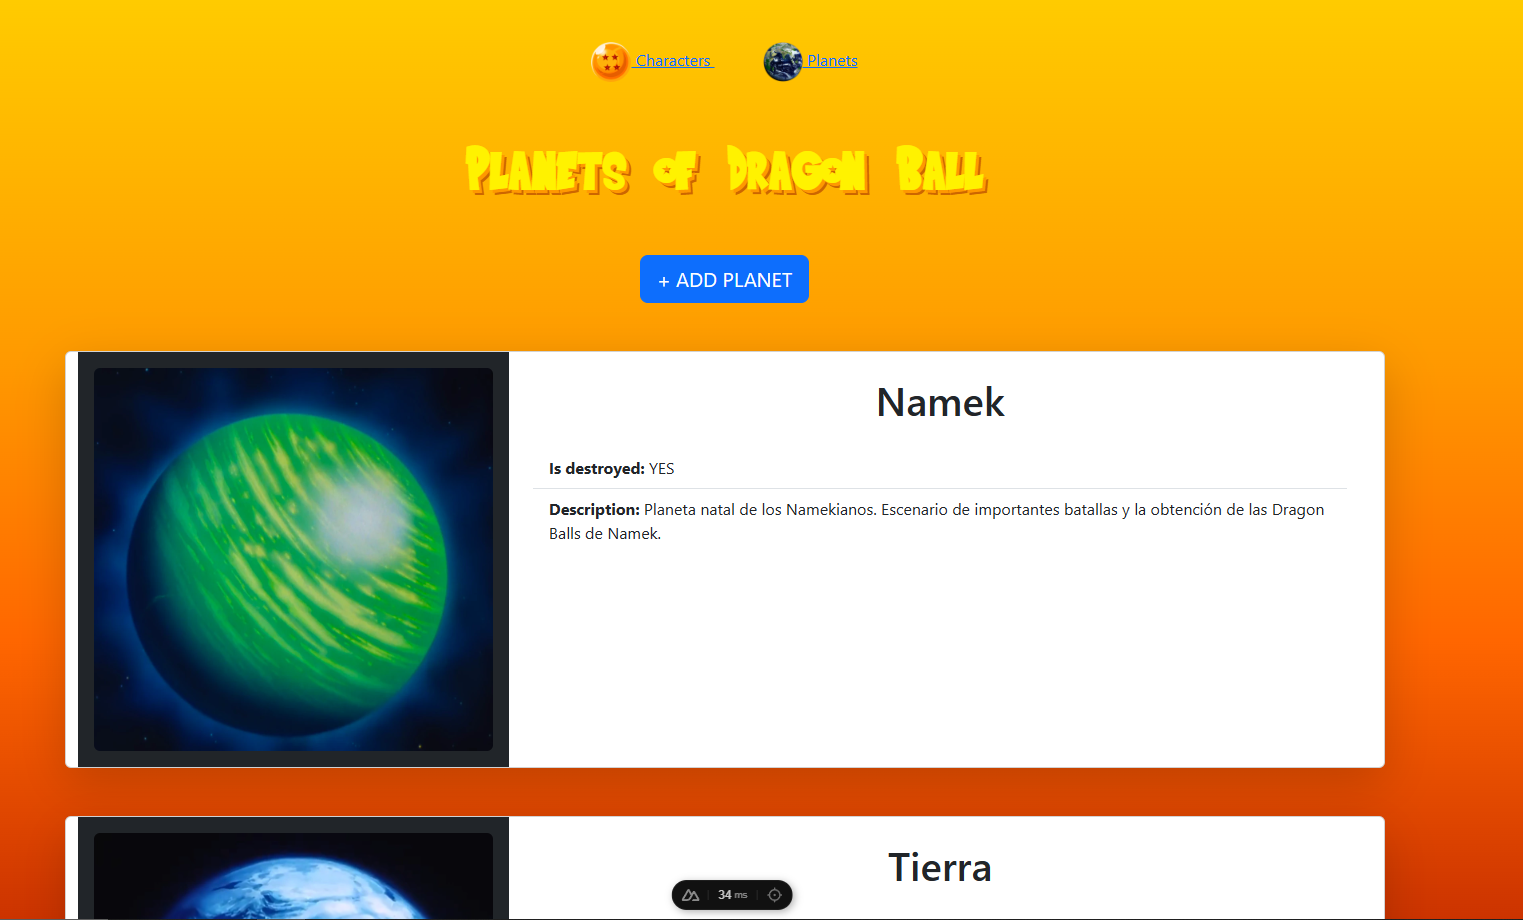 Characters
Planets
Planets of Dragon Ball
+ ADD PLANET
Namek
Is destroyed: YES
Description: Planeta natal de los Namekianos. Escenario de importantes batallas y la obtención de las Dragon
Balls de Namek.
Tierra
34 ms